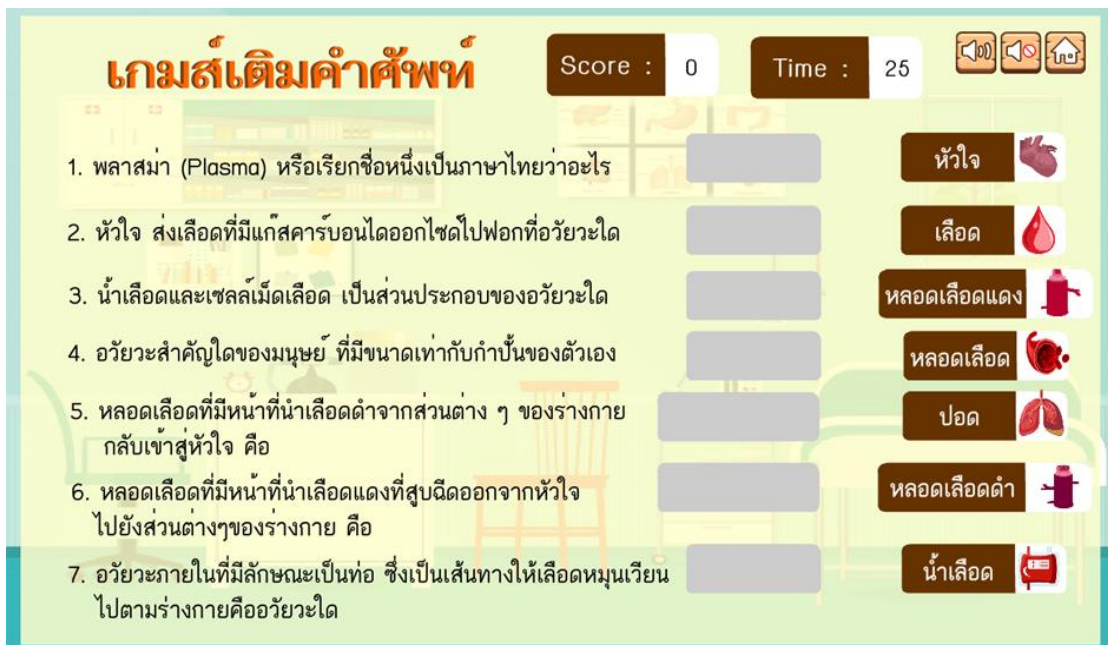 เกมส์เติมคำศัพท์
Score : 0
Time : 25
1. พลาสม่า (Plasma) หรือเรียกชื่อหนึ่งเป็นภาษาไทยว่าอะไร
หัวใจ
2. หัวใจ ส่งเลือดที่มีแก๊สคาร์บอนไดออกไซด์ไปฟอกที่อวัยวะใด
เลือด
3. น้ำเลือดและเซลล์เม็ดเลือด เป็นส่วนประกอบของอวัยวะใด
หลอดเลือดแดง
4. อวัยวะสำคัญใดของมนุษย์ ที่มีขนาดเท่ากับกำปั้นของตัวเอง
หลอดเลือด
5. หลอดเลือดที่มีหน้าที่นำเลือดดำจากส่วนต่าง ๆ ของร่างกาย
กลับเข้าสู่หัวใจ คือ
ปอด
6. หลอดเลือดที่มีหน้าที่นำเลือดแดงที่สูบฉีดออกจากหัวใจ
ไปยังส่วนต่างๆของร่างกาย คือ
หลอดเลือดดำ
7. อวัยวะภายในที่มีลักษณะเป็นท่อ ซึ่งเป็นเส้นทางให้เลือดหมุนเวียน
ไปตามร่างกายคืออวัยวะใด
น้ำเลือด